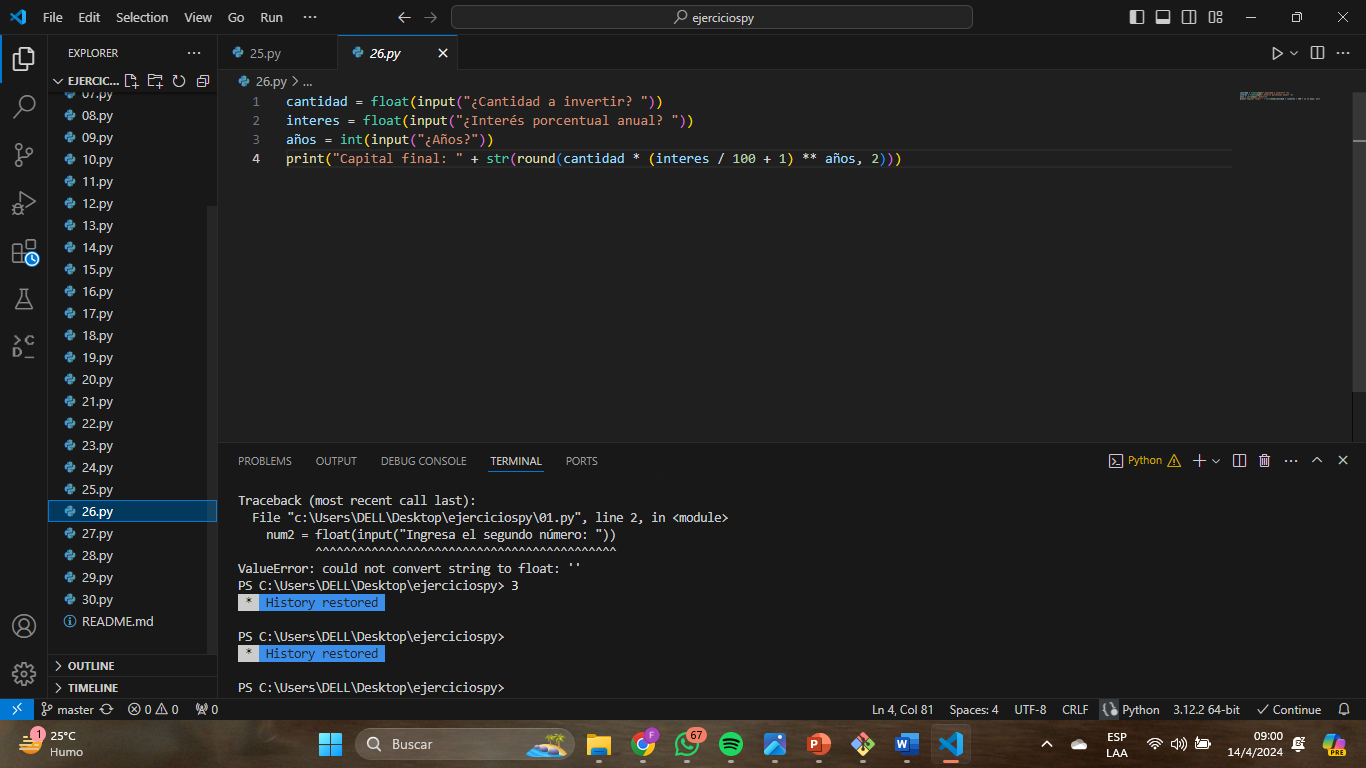 File Edit Selection View Go Run ··· ejerciciospy
EXPLORER ···
25.py
26.py
EJERCIC...
26.py > ...
07.py
08.py
09.py
10.py
11.py
12.py
13.py
14.py
15.py
16.py
17.py
18.py
19.py
20.py
21.py
22.py
23.py
24.py
25.py
26.py
27.py
28.py
29.py
30.py
README.md
OUTLINE
TIMELINE
1 cantidad = float(input("¿Cantidad a invertir? "))
2 interes = float(input("¿Interés porcentual anual? "))
3 años = int(input("¿Años?"))
4 print("Capital final: " + str(round(cantidad * (interes / 100 + 1) ** años, 2)))
PROBLEMS OUTPUT DEBUG CONSOLE TERMINAL PORTS
Python
Traceback (most recent call last):
File "c:\Users\DELL\Desktop\ejerciciospy\01.py", line 2, in <module>
num2 = float(input("Ingresa el segundo número: "))
^^^^^^^^^^^^^^^^^^^^^^^^^^^^^^^^^^^^^^^^^^^
ValueError: could not convert string to float: ''
PS C:\Users\DELL\Desktop\ejerciciospy> 3
* History restored
PS C:\Users\DELL\Desktop\ejerciciospy>
* History restored
PS C:\Users\DELL\Desktop\ejerciciospy>
master 0 0 0
Ln 4, Col 81 Spaces: 4 UTF-8 CRLF Python 3.12.2 64-bit Continue
1
25°C
Humo
Buscar
F
67
ESP
LAA
09:00
14/4/2024
PRE